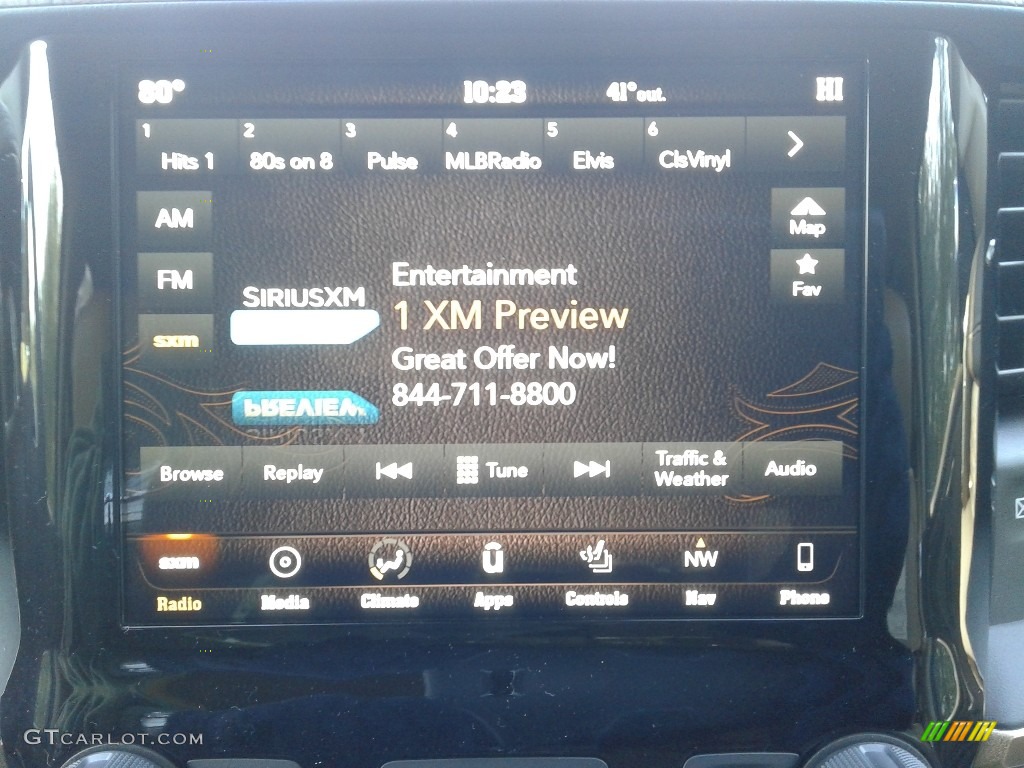 80° 10:23 41°out. HI
1 2 3 4 5 6
Hits 1 80s on 8 Pulse MLBRadio Elvis ClsVinyl
AM
Map
FM
Fav
sxm
SIRIUSXM
Entertainment
1 XM Preview
Great Offer Now!
844-711-8800
PREVIEW
Browse Replay Tune Traffic & Weather Audio
sxm NW
Radio Media Climate Apps Controls Nav Phone
GTCARLOT.COM